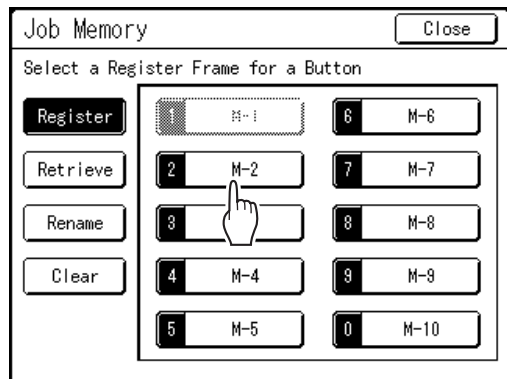 Job Memory Close
Select a Register Frame for a Button
Register 1 M-1 6 M-6
Retrieve 2 M-2 7 M-7
Rename 3 8 M-8
Clear 4 M-4 9 M-9
5 M-5 0 M-10